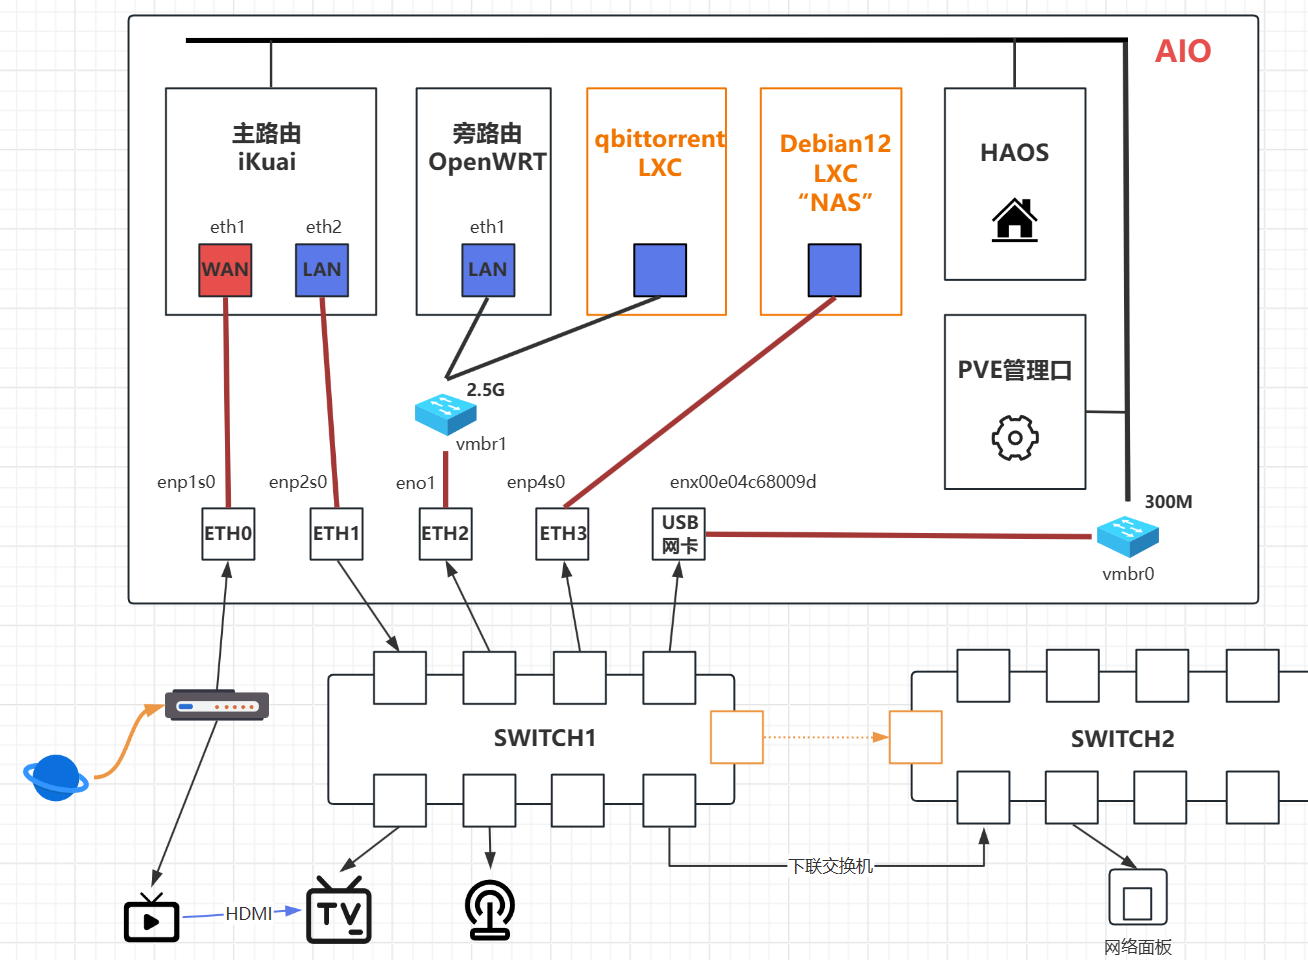 AIO
主路由
iKuai
eth1
eth2
WAN
LAN
旁路由
OpenWRT
eth1
LAN
qbittorrent
LXC
Debian12
LXC
“NAS”
HAOS
PVE管理口
2.5G
vmbr1
300M
vmbr0
enp1s0
enp2s0
eno1
enp4s0
enx00e04c68009d
ETH0
ETH1
ETH2
ETH3
USB
网卡
SWITCH1
SWITCH2
下联交换机
HDMI
TV
网络面板